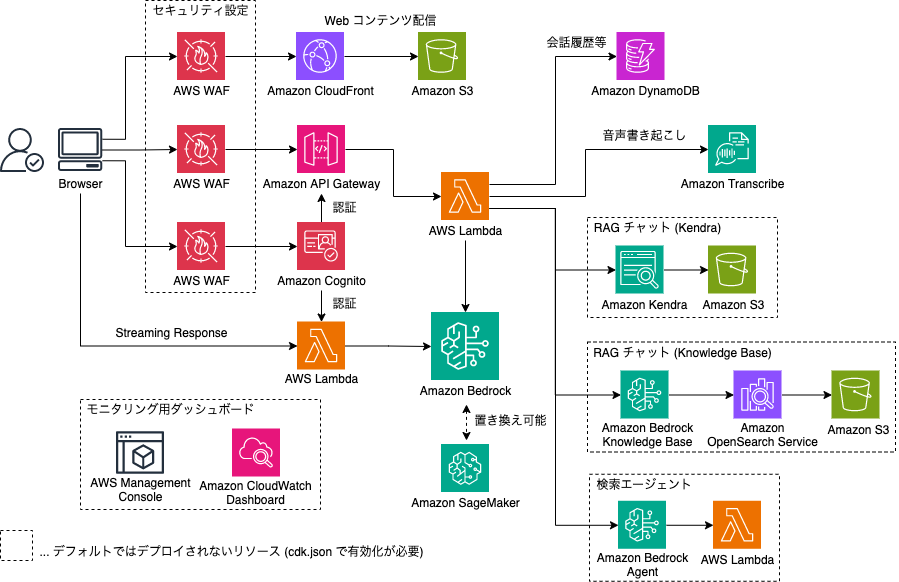 セキュリティ設定
Web コンテンツ配信
会話履歴等
AWS WAF
Amazon CloudFront
Amazon S3
Amazon DynamoDB
音声書き起こし
Browser
AWS WAF
Amazon API Gateway
Amazon Transcribe
認証
AWS Lambda
RAG チャット (Kendra)
AWS WAF
Amazon Cognito
Amazon Kendra
Amazon S3
認証
Streaming Response
AWS Lambda
Amazon Bedrock
RAG チャット (Knowledge Base)
Amazon Bedrock
Knowledge Base
Amazon
OpenSearch Service
Amazon S3
モニタリング用ダッシュボード
AWS Management
Console
Amazon CloudWatch
Dashboard
置き換え可能
Amazon SageMaker
検索エージェント
Amazon Bedrock
Agent
AWS Lambda
... デフォルトではデプロイされないリソース (cdk.json で有効化が必要)